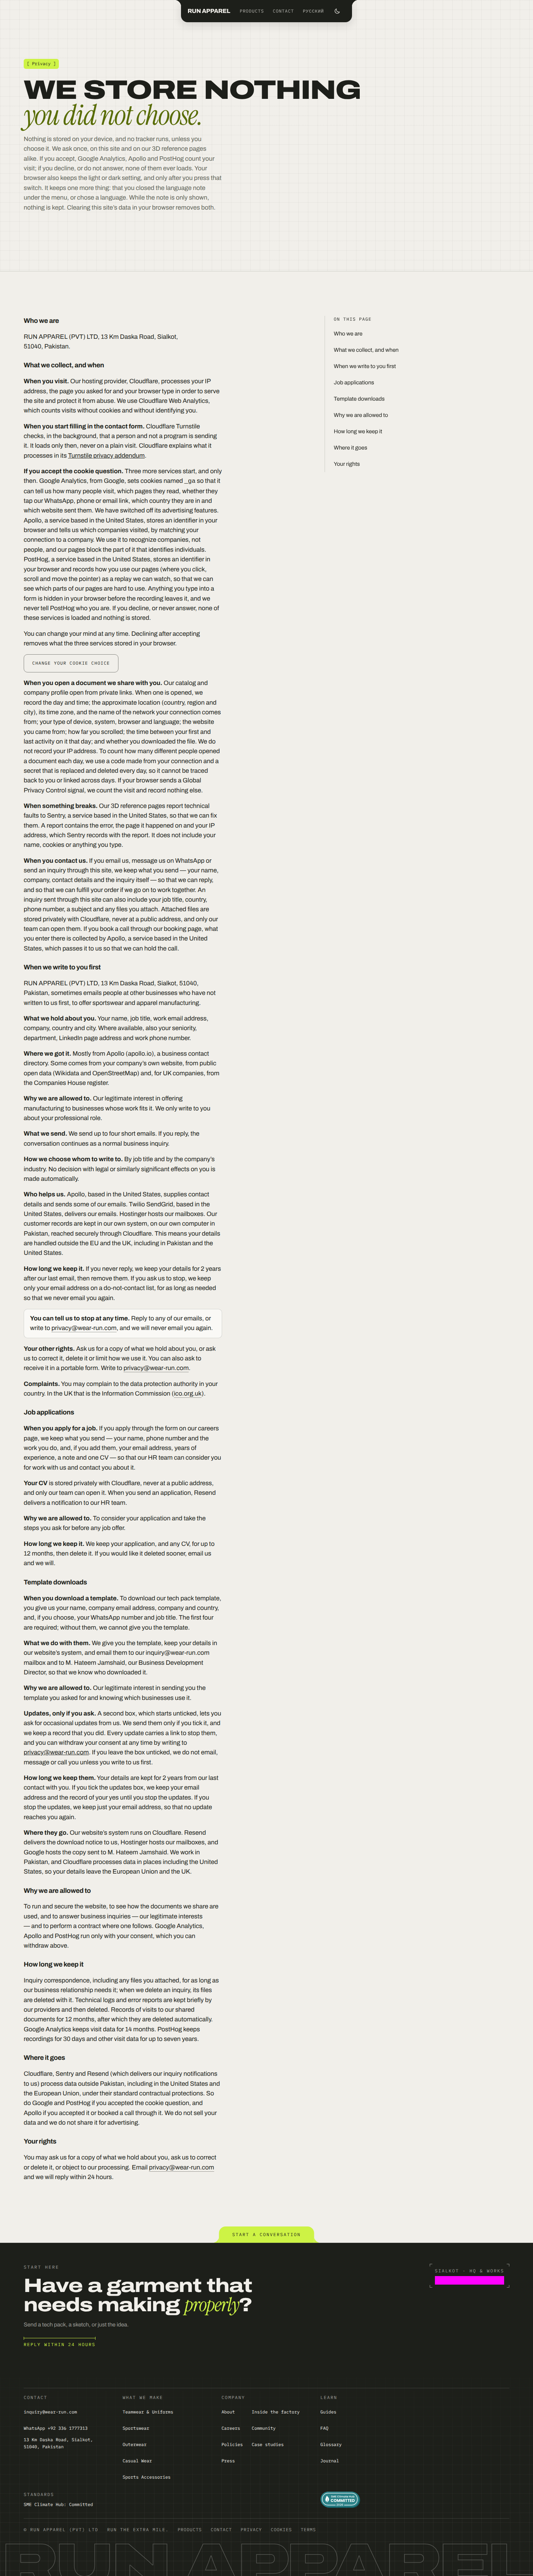 RUN APPAREL PRODUCTS CONTACT РУССКИЙ
[ Privacy ]
WE STORE NOTHING
you did not choose.
Nothing is stored on your device, and no tracker runs, unless you
choose it. We ask once, on this site and on our 3D reference pages
alike. If you accept, Google Analytics, Apollo and PostHog count your
visit; if you decline, or do not answer, none of them ever loads. Your
browser also keeps the light or dark setting, and only after you press that
switch. It keeps one more thing: that you closed the language note
under the menu, or chose a language. While the note is only shown,
nothing is kept. Clearing this site's data in your browser removes both.
Who we are
RUN APPAREL (PVT) LTD, 13 Km Daska Road, Sialkot,
51040, Pakistan.
What we collect, and when
When you visit. Our hosting provider, Cloudflare, processes your IP
address, the page you asked for and your browser type in order to serve
the site and protect it from abuse. We use Cloudflare Web Analytics,
which counts visits without cookies and without identifying you.
When you start filling in the contact form. Cloudflare Turnstile
checks, in the background, that a person and not a program is sending
it. It loads only then, never on a plain visit. Cloudflare explains what it
processes in its Turnstile privacy addendum.
If you accept the cookie question. Three more services start, and only
then. Google Analytics, from Google, sets cookies named _ga so that it
can tell us how many people visit, which pages they read, whether they
tap our WhatsApp, phone or email link, which country they are in and
which website sent them. We have switched off its advertising features.
Apollo, a service based in the United States, stores an identifier in your
browser and tells us which companies visited, by matching your
connection to a company. We use it to recognize companies, not
people, and our pages block the part of it that identifies individuals.
PostHog, a service based in the United States, stores an identifier in
your browser and records how you use our pages (where you click,
scroll and move the pointer) as a replay we can watch, so that we can
see which parts of our pages are hard to use. Anything you type into a
form is hidden in your browser before the recording leaves it, and we
never tell PostHog who you are. If you decline, or never answer, none of
these services is loaded and nothing is stored.
You can change your mind at any time. Declining after accepting
removes what the three services stored in your browser.
CHANGE YOUR COOKIE CHOICE
When you open a document we share with you. Our catalog and
company profile open from private links. When one is opened, we
record the day and time; the approximate location (country, region and
city), its time zone, and the name of the network your connection comes
from; your type of device, system, browser and language; the website
you came from; how far you scrolled; the time between your first and
last activity on it that day; and whether you downloaded the file. We do
not record your IP address. To count how many different people opened
a document each day, we use a code made from your connection and a
secret that is replaced and deleted every day, so it cannot be traced
back to you or linked across days. If your browser sends a Global
Privacy Control signal, we count the visit and record nothing else.
When something breaks. Our 3D reference pages report technical
faults to Sentry, a service based in the United States, so that we can fix
them. A report contains the error, the page it happened on and your IP
address, which Sentry records with the report. It does not include your
name, cookies or anything you type.
When you contact us. If you email us, message us on WhatsApp or
send an inquiry through this site, we keep what you send — your name,
company, contact details and the inquiry itself — so that we can reply,
and so that we can fulfill your order if we go on to work together. An
inquiry sent through this site can also include your job title, country,
phone number, a subject and any files you attach. Attached files are
stored privately with Cloudflare, never at a public address, and only our
team can open them. If you book a call through our booking page, what
you enter there is collected by Apollo, a service based in the United
States, which passes it to us so that we can hold the call.
When we write to you first
RUN APPAREL (PVT) LTD, 13 Km Daska Road, Sialkot, 51040,
Pakistan, sometimes emails people at other businesses who have not
written to us first, to offer sportswear and apparel manufacturing.
What we hold about you. Your name, job title, work email address,
company, country and city. Where available, also your seniority,
department, LinkedIn page address and work phone number.
Where we got it. Mostly from Apollo (apollo.io), a business contact
directory. Some comes from your company's own website, from public
open data (Wikidata and OpenStreetMap) and, for UK companies, from
the Companies House register.
Why we are allowed to. Our legitimate interest in offering
manufacturing to businesses whose work fits it. We only write to you
about your professional role.
What we send. We send up to four short emails. If you reply, the
conversation continues as a normal business inquiry.
How we choose whom to write to. By job title and by the company's
industry. No decision with legal or similarly significant effects on you is
made automatically.
Who helps us. Apollo, based in the United States, supplies contact
details and sends some of our emails. Twilio SendGrid, based in the
United States, delivers our emails. Hostinger hosts our mailboxes. Our
customer records are kept in our own system, on our own computer in
Pakistan, reached securely through Cloudflare. This means your details
are handled outside the EU and the UK, including in Pakistan and the
United States.
How long we keep it. If you never reply, we keep your details for 2 years
after our last email, then remove them. If you ask us to stop, we keep
only your email address on a do-not-contact list, for as long as needed
so that we never email you again.
You can tell us to stop at any time. Reply to any of our emails, or
write to privacy@wear-run.com, and we will never email you again.
Your other rights. Ask us for a copy of what we hold about you, or ask
us to correct it, delete it or limit how we use it. You can also ask to
receive it in a portable form. Write to privacy@wear-run.com.
Complaints. You may complain to the data protection authority in your
country. In the UK that is the Information Commission (ico.org.uk).
Job applications
When you apply for a job. If you apply through the form on our careers
page, we keep what you send — your name, phone number and the
work you do, and, if you add them, your email address, years of
experience, a note and one CV — so that our HR team can consider you
for work with us and contact you about it.
Your CV is stored privately with Cloudflare, never at a public address,
and only our team can open it. When you send an application, Resend
delivers a notification to our HR team.
Why we are allowed to. To consider your application and take the
steps you ask for before any job offer.
How long we keep it. We keep your application, and any CV, for up to
12 months, then delete it. If you would like it deleted sooner, email us
and we will.
Template downloads
When you download a template. To download our tech pack template,
you give us your name, company email address, company and country,
and, if you choose, your WhatsApp number and job title. The first four
are required; without them, we cannot give you the template.
What we do with them. We give you the template, keep your details in
our website's system, and email them to our inquiry@wear-run.com
mailbox and to M. Hateem Jamshaid, our Business Development
Director, so that we know who downloaded it.
Why we are allowed to. Our legitimate interest in sending you the
template you asked for and knowing which businesses use it.
Updates, only if you ask. A second box, which starts unticked, lets you
ask for occasional updates from us. We send them only if you tick it, and
we keep a record that you did. Every update carries a link to stop them,
and you can withdraw your consent at any time by writing to
privacy@wear-run.com. If you leave the box unticked, we do not email,
message or call you unless you write to us first.
How long we keep them. Your details are kept for 2 years from our last
contact with you. If you tick the updates box, we keep your email
address and the record of your yes until you stop the updates. If you
stop the updates, we keep just your email address, so that no update
reaches you again.
Where they go. Our website's system runs on Cloudflare. Resend
delivers the download notice to us, Hostinger hosts our mailboxes, and
Google hosts the copy sent to M. Hateem Jamshaid. We work in
Pakistan, and Cloudflare processes data in places including the United
States, so your details leave the European Union and the UK.
Why we are allowed to
To run and secure the website, to see how the documents we share are
used, and to answer business inquiries — our legitimate interests
— and to perform a contract where one follows. Google Analytics,
Apollo and PostHog run only with your consent, which you can
withdraw above.
How long we keep it
Inquiry correspondence, including any files you attached, for as long as
our business relationship needs it; when we delete an inquiry, its files
are deleted with it. Technical logs and error reports are kept briefly by
our providers and then deleted. Records of visits to our shared
documents for 12 months, after which they are deleted automatically.
Google Analytics keeps visit data for 14 months. PostHog keeps
recordings for 30 days and other visit data for up to seven years.
Where it goes
Cloudflare, Sentry and Resend (which delivers our inquiry notifications
to us) process data outside Pakistan, including in the United States and
the European Union, under their standard contractual protections. So
do Google and PostHog if you accepted the cookie question, and
Apollo if you accepted it or booked a call through it. We do not sell your
data and we do not share it for advertising.
Your rights
You may ask us for a copy of what we hold about you, ask us to correct
or delete it, or object to our processing. Email privacy@wear-run.com
and we will reply within 24 hours.
ON THIS PAGE
Who we are
What we collect, and when
When we write to you first
Job applications
Template downloads
Why we are allowed to
How long we keep it
Where it goes
Your rights
START A CONVERSATION
START HERE
Have a garment that
needs making properly?
Send a tech pack, a sketch, or just the idea.
REPLY WITHIN 24 HOURS
SIALKOT · HQ & WORKS
CONTACT
inquiry@wear-run.com
WhatsApp +92 336 1777313
13 Km Daska Road, Sialkot,
51040, Pakistan
WHAT WE MAKE
Teamwear & Uniforms
Sportswear
Outerwear
Casual Wear
Sports Accessories
COMPANY
About Inside the factory
Careers Community
Policies Case studies
Press
LEARN
Guides
FAQ
Glossary
Journal
STANDARDS
SME Climate Hub: Committed
COMMITTED
© RUN APPAREL (PVT) LTD RUN THE EXTRA MILE. PRODUCTS CONTACT PRIVACY COOKIES TERMS
RUN APPAREL